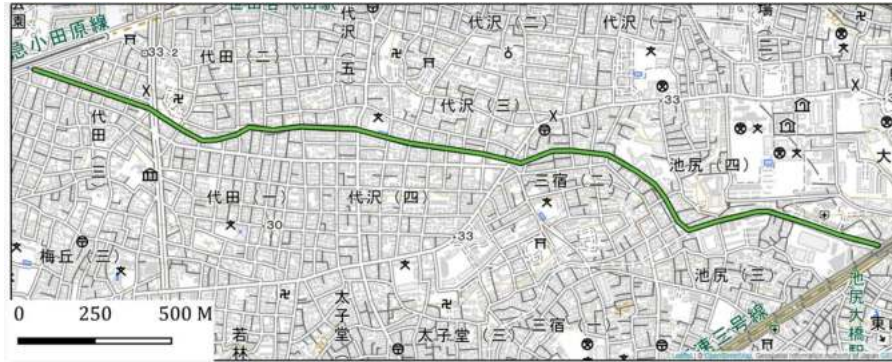 急小田原線
33.2
代田（二）
代沢（五）
代沢（二）
代沢（一）
代沢（三）
33
代田（三）
池尻（四）
大
三宿（二）
代田（一）
代沢（四）
30
33
梅丘（三）
池尻（三）
0 250 500 M
若林
太子堂
太子堂（三）
三宿（一）
東三号線
池尻大橋駅
東